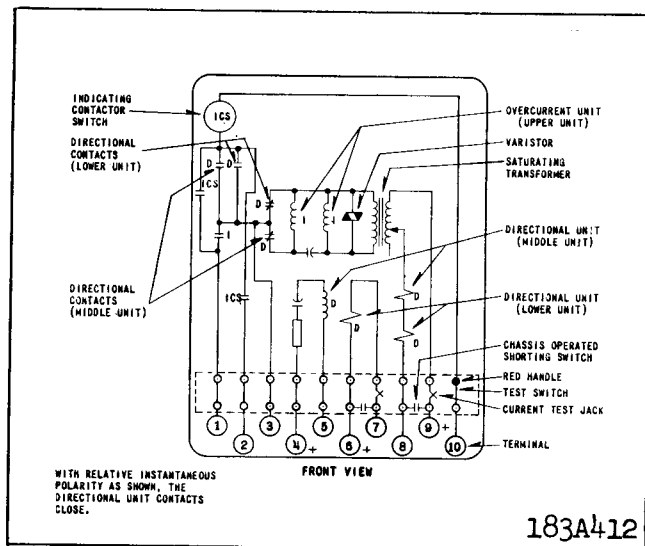 INDICATING
CONTACTOR
SWITCH
ICS
DIRECTIONAL
CONTACTS
(LOWER UNIT)
D D
ICS
I
DIRECTIONAL
CONTACTS
(MIDDLE UNIT)
ICS
D
D
I
I
D
D
D
D
OVERCURRENT UNIT
(UPPER UNIT)
VARISTOR
SATURATING
TRANSFORMER
DIRECTIONAL UNIT
(MIDDLE UNIT)
DIRECTIONAL UNIT
(LOWER UNIT)
CHASSIS OPERATED
SHORTING SWITCH
RED HANDLE
TEST SWITCH
CURRENT TEST JACK
TERMINAL
1 2 3 4 + 5 6 + 7 8 9 + 10
FRONT VIEW
WITH RELATIVE INSTANTANEOUS
POLARITY AS SHOWN, THE
DIRECTIONAL UNIT CONTACTS
CLOSE.
183A412